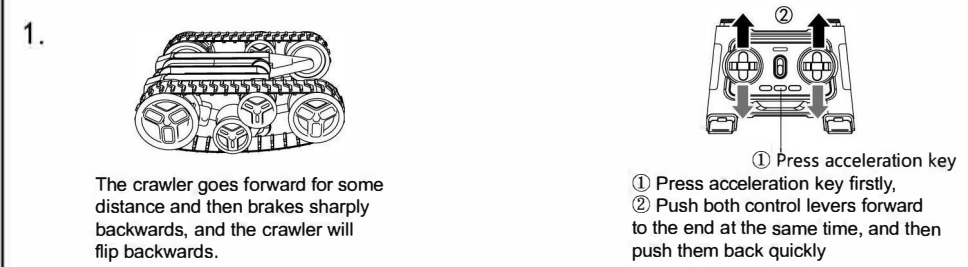 1.
②
① Press acceleration key
The crawler goes forward for some
distance and then brakes sharply
backwards, and the crawler will
flip backwards.
① Press acceleration key firstly,
② Push both control levers forward
to the end at the same time, and then
push them back quickly